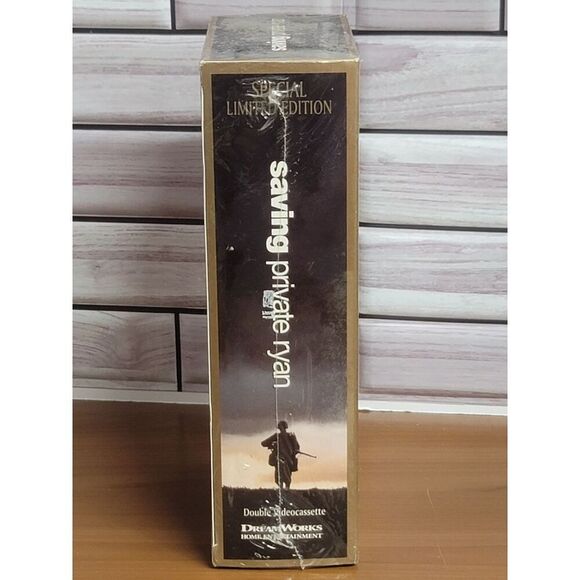 SPECIAL
LIMITED EDITION
saving private ryan
Double Videocassette
DREAMWORKS
HOME ENTERTAINMENT